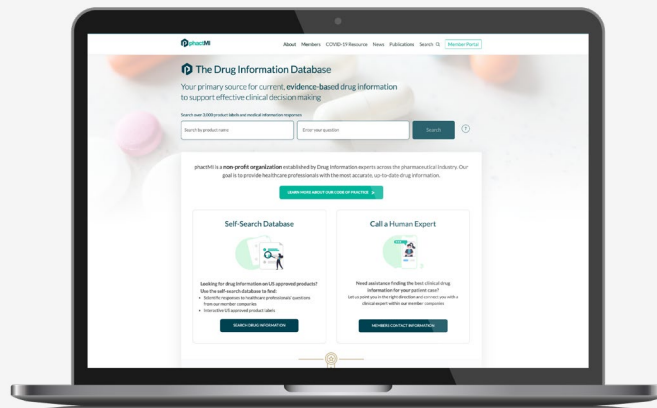 phactMI
About Members COVID-19 Resource News Publications Search Member Portal
The Drug Information Database
Your primary source for current, evidence-based drug information
to support effective clinical decision making
Search over 3,000 product labels and medical information responses
Search by product name
Enter your question
Search
?
phactMI is a non-profit organization established by Drug Information experts across the pharmaceutical industry. Our
goal is to provide healthcare professionals with the most accurate, up-to-date drug information.
LEARN MORE ABOUT OUR CODE OF PRACTICE >
Self-Search Database
Looking for drug information on US approved products?
Use the self-search database to find:
• Scientific responses to healthcare professionals' questions
from our member companies
• Interactive US approved product labels
SEARCH DRUG INFORMATION
Call a Human Expert
Need assistance finding the best clinical drug
information for your patient case?
Let us point you in the right direction and connect you with a
clinical expert within our member companies
MEMBERS CONTACT INFORMATION